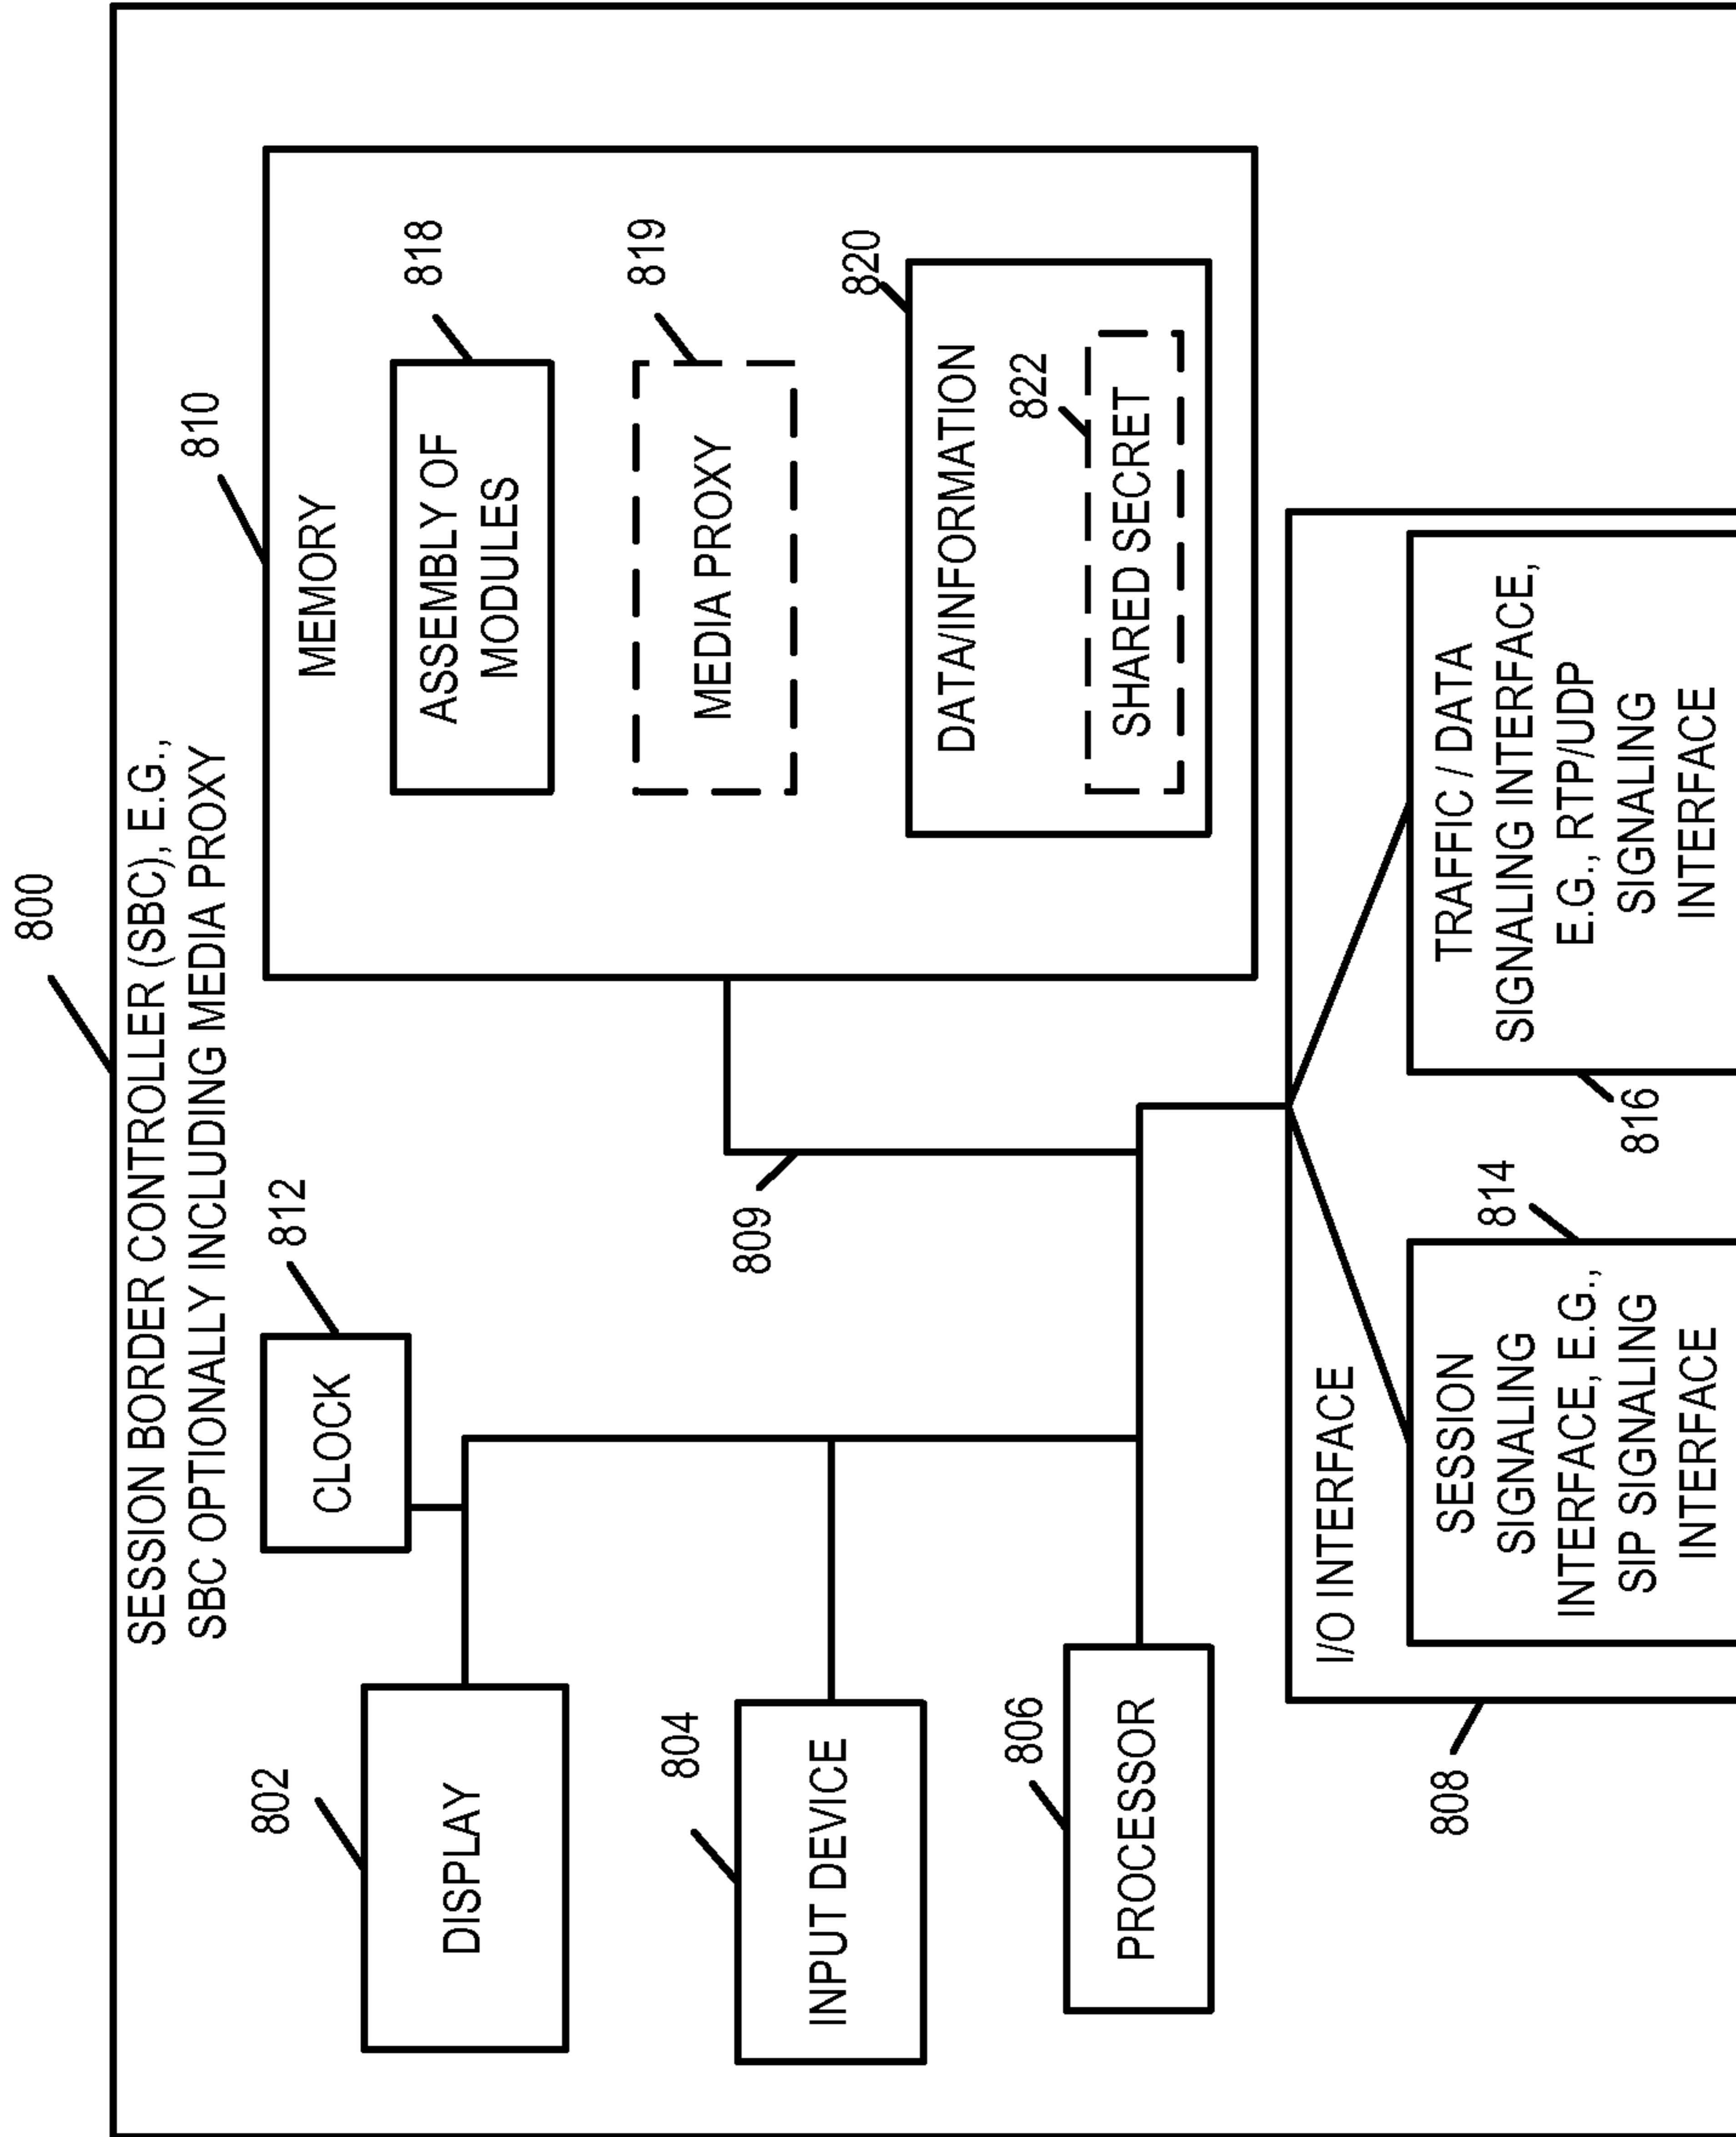 800
SESSION BORDER CONTROLLER (SBC), E.G.,
SBC OPTIONALLY INCLUDING MEDIA PROXY
802
DISPLAY
812
CLOCK
804
INPUT DEVICE
806
PROCESSOR
809
810
MEMORY
818
ASSEMBLY OF
MODULES
819
MEDIA PROXY
820
DATA/INFORMATION
822
SHARED SECRET
808
I/O INTERFACE
814
SESSION
SIGNALING
INTERFACE, E.G.,
SIP SIGNALING
INTERFACE
816
TRAFFIC / DATA
SIGNALING INTERFACE,
E.G., RTP/UDP
SIGNALING
INTERFACE